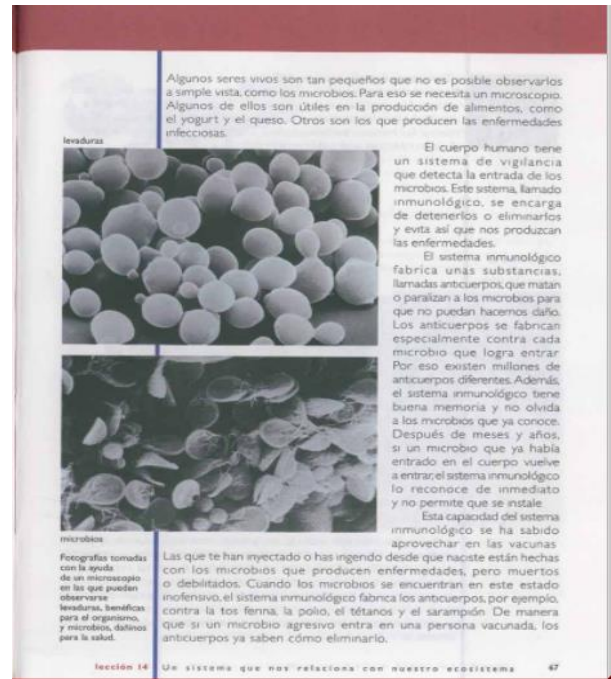 Algunos seres vivos son tan pequeños que no es posible observarlos
a simple vista, como los microbios. Para eso se necesita un microscopio.
Algunos de ellos son útiles en la producción de alimentos, como
el yogurt y el queso. Otros son los que producen las enfermedades
infecciosas.
levaduras
El cuerpo humano tiene
un sistema de vigilancia
que detecta la entrada de los
microbios. Este sistema, llamado
inmunológico, se encarga
de detenerlos o eliminarlos
y evita así que nos produzcan
las enfermedades.
El sistema inmunológico
fabrica unas substancias,
llamadas anticuerpos, que matan
o paralizan a los microbios para
que no puedan hacernos daño.
Los anticuerpos se fabrican
especialmente contra cada
microbio que logra entrar.
Por eso existen millones de
anticuerpos diferentes. Además,
el sistema inmunológico tiene
buena memoria y no olvida
a los microbios que ya conoce.
Después de meses y años,
si un microbio que ya había
entrado en el cuerpo vuelve
a entrar, el sistema inmunológico
lo reconoce de inmediato
y no permite que se instale.
Esta capacidad del sistema
inmunológico se ha sabido
aprovechar en las vacunas.
Las que te han inyectado o has ingerido desde que naciste están hechas
con los microbios que producen enfermedades, pero muertos
o debilitados. Cuando los microbios se encuentran en este estado
inofensivo, el sistema inmunológico fabrica los anticuerpos, por ejemplo,
contra la tos ferina, la polio, el tétanos y el sarampión. De manera
que si un microbio agresivo entra en una persona vacunada, los
anticuerpos ya saben cómo eliminarlo.
microbios
Fotografías tomadas
con la ayuda
de un microscopio
en las que pueden
observarse
levaduras, benéficas
para el organismo,
y microbios, dañinos
para la salud.
lección 14 Un sistema que nos relaciona con nuestro ecosistema 67